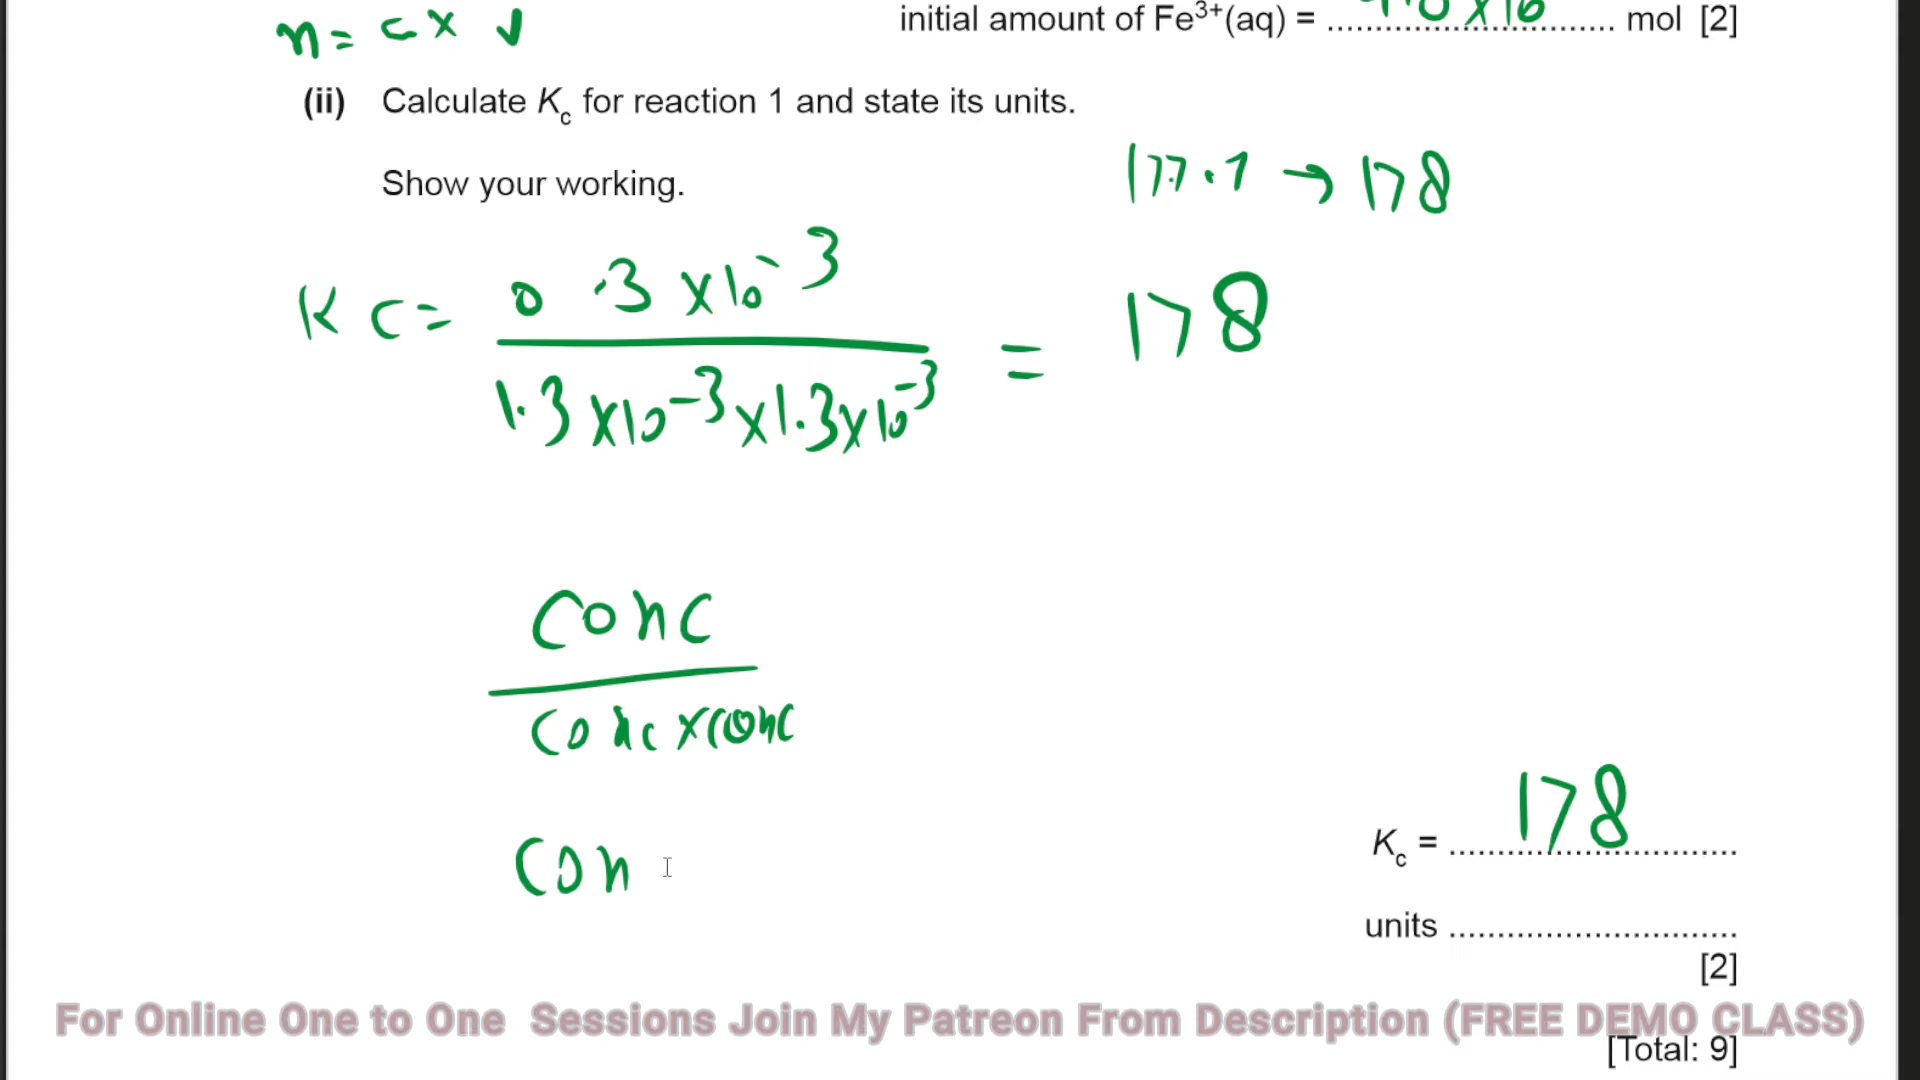 n = c x v
initial amount of Fe³⁺(aq) = .............................. mol [2]
(ii) Calculate Kc for reaction 1 and state its units.
Show your working.
177.7 → 178
Kc = 0.3 x 10⁻³ / 1.3 x 10⁻³ x 1.3 x 10⁻³ = 178
Conc
Conc x Conc
Con
Kc = 178
units ..............................
[2]
For Online One to One Sessions Join My Patreon From Description (FREE DEMO CLASS)
[Total: 9]